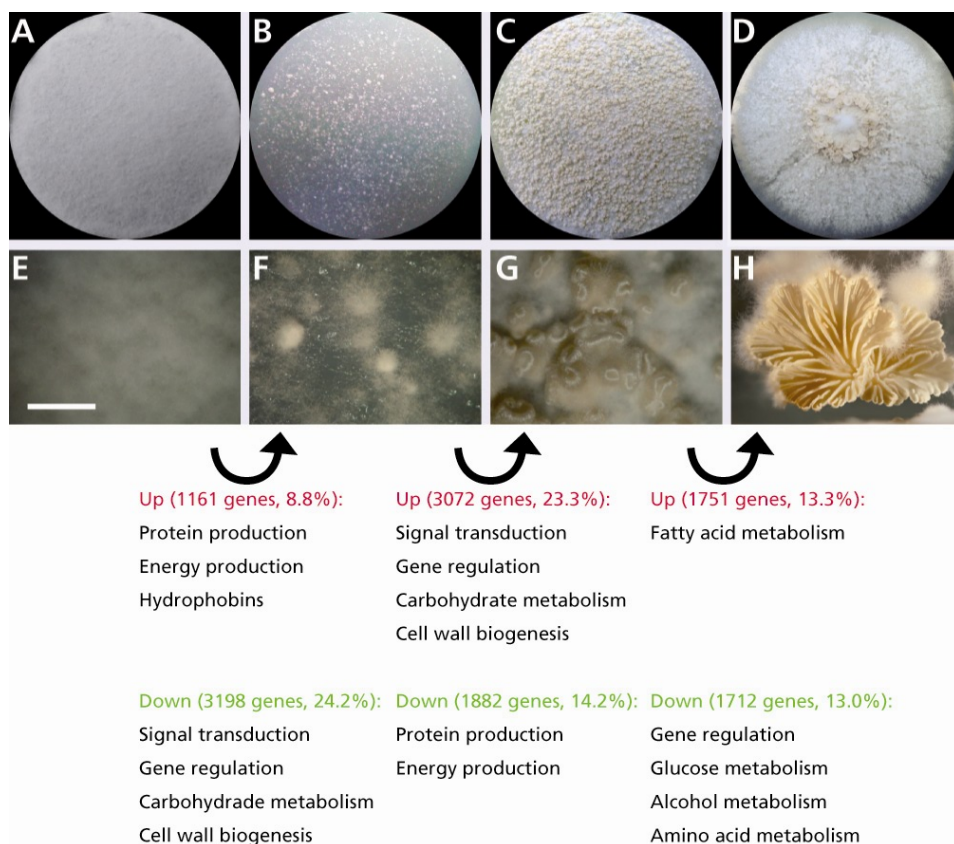 A B C D
E F G H
Up (1161 genes, 8.8%):
Protein production
Energy production
Hydrophobins
Up (3072 genes, 23.3%):
Signal transduction
Gene regulation
Carbohydrate metabolism
Cell wall biogenesis
Up (1751 genes, 13.3%):
Fatty acid metabolism
Down (3198 genes, 24.2%):
Signal transduction
Gene regulation
Carbohydrade metabolism
Cell wall biogenesis
Down (1882 genes, 14.2%):
Protein production
Energy production
Down (1712 genes, 13.0%):
Gene regulation
Glucose metabolism
Alcohol metabolism
Amino acid metabolism